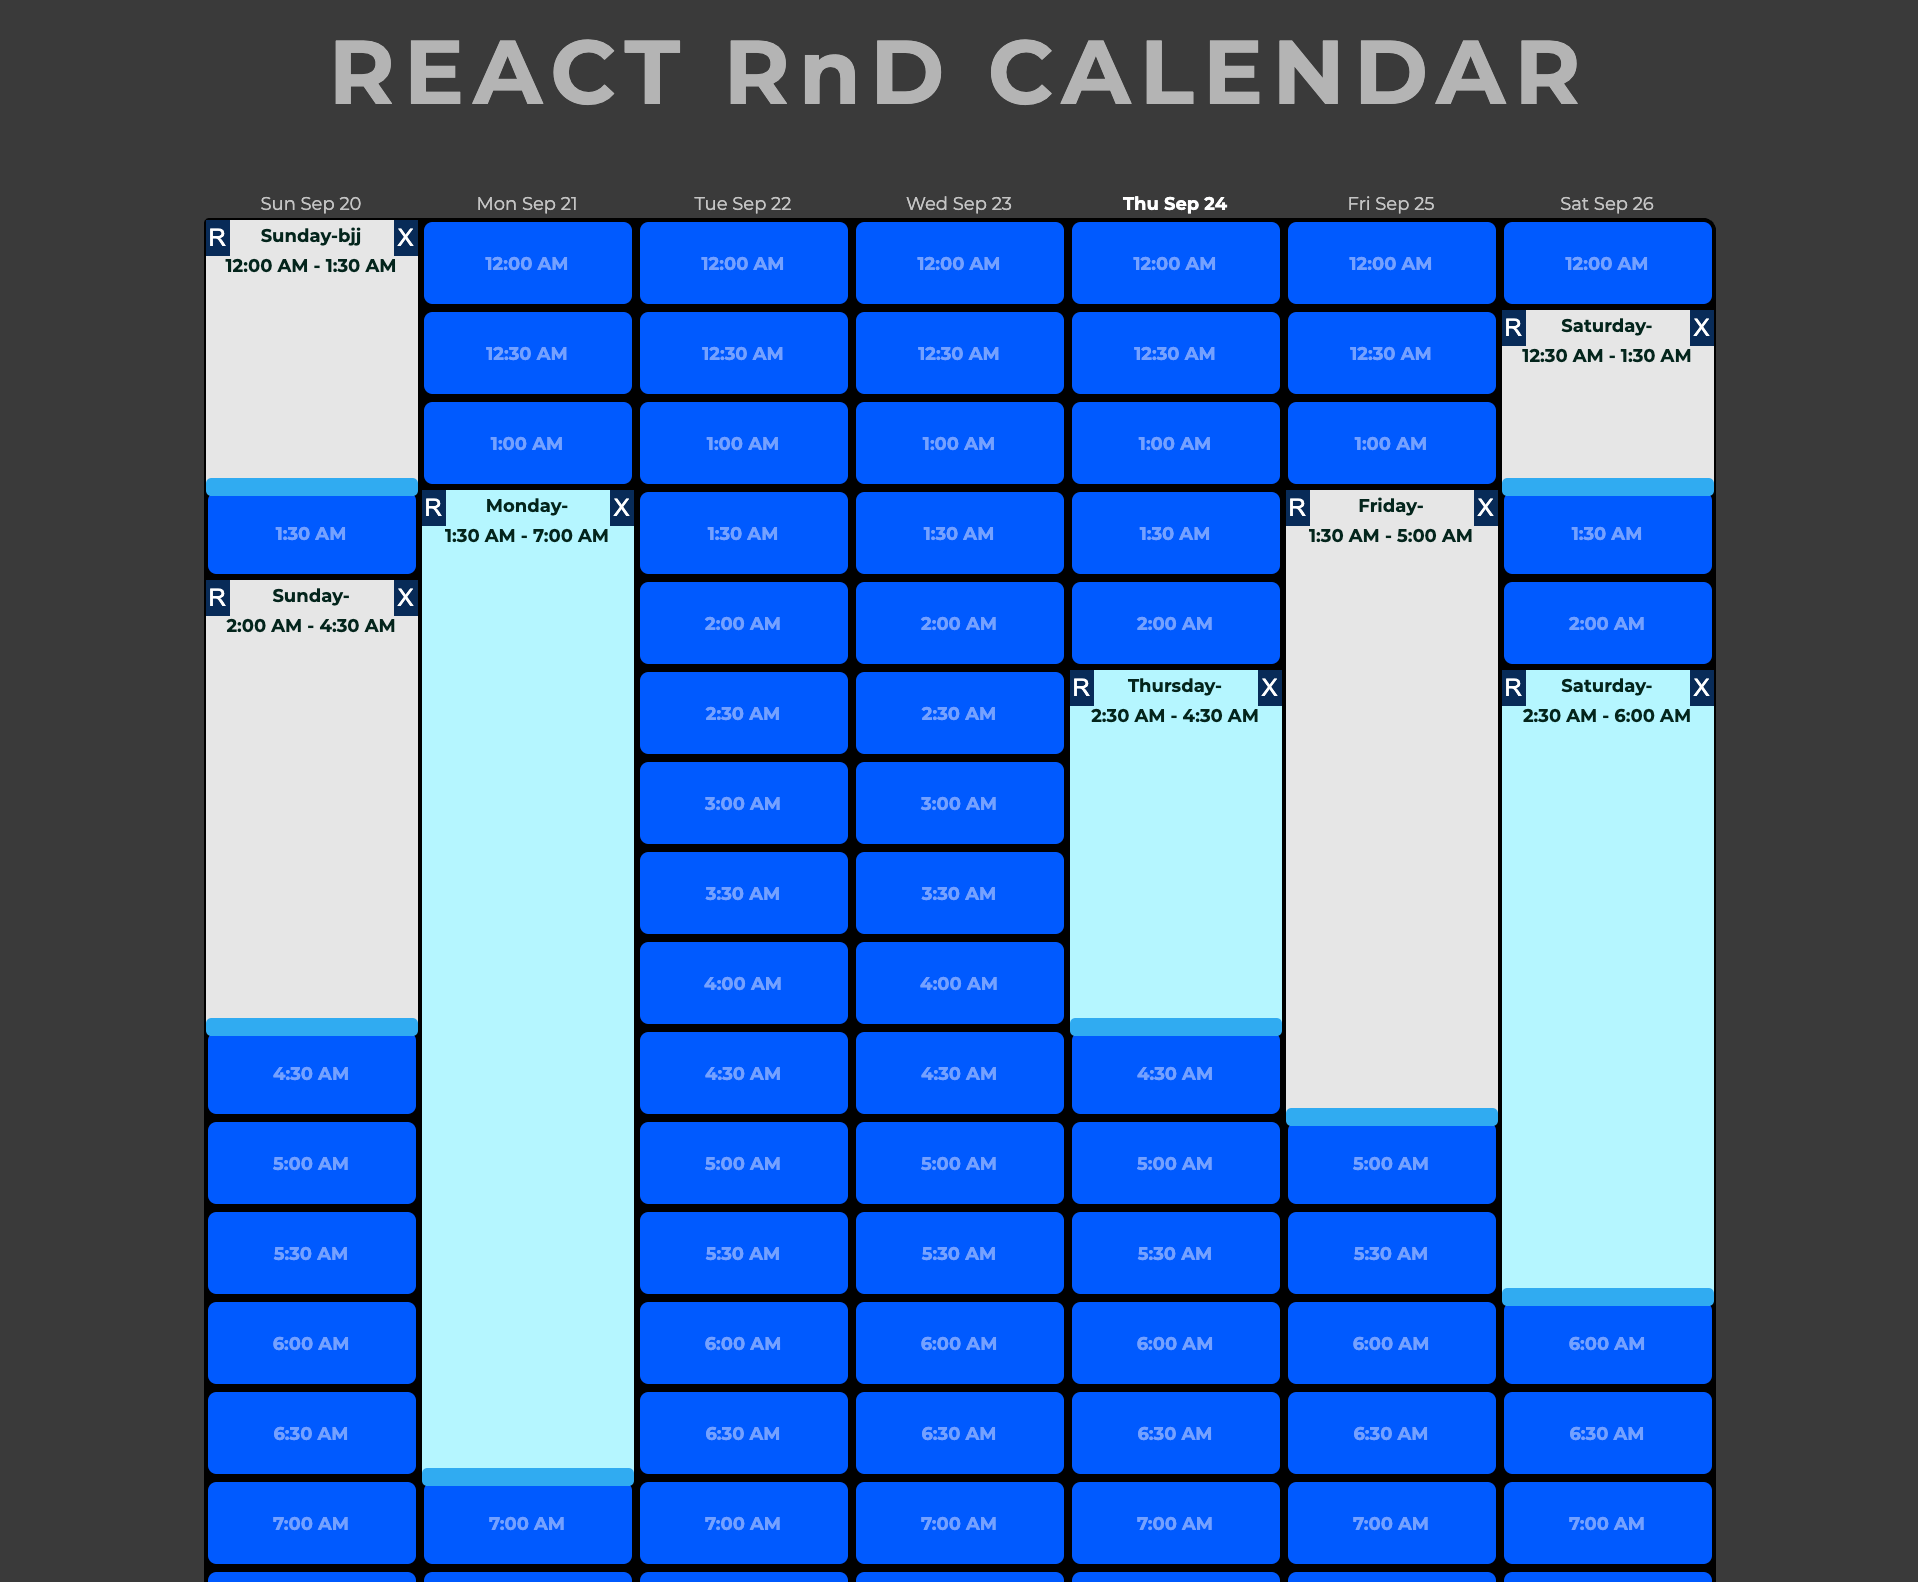 REACT RnD CALENDAR
Sun Sep 20 Mon Sep 21 Tue Sep 22 Wed Sep 23 Thu Sep 24 Fri Sep 25 Sat Sep 26
R Sunday-bjj X
12:00 AM - 1:30 AM 12:00 AM 12:00 AM 12:00 AM 12:00 AM 12:00 AM 12:00 AM
R Saturday- X
12:30 AM 12:30 AM 12:30 AM 12:30 AM 12:30 AM 12:30 AM - 1:30 AM
1:00 AM 1:00 AM 1:00 AM 1:00 AM 1:00 AM
R Monday- X R Friday- X
1:30 AM 1:30 AM - 7:00 AM 1:30 AM 1:30 AM 1:30 AM 1:30 AM - 5:00 AM 1:30 AM
R Sunday- X
2:00 AM - 4:30 AM 2:00 AM 2:00 AM 2:00 AM 2:00 AM
R Thursday- X R Saturday- X
2:30 AM 2:30 AM 2:30 AM - 4:30 AM 2:30 AM - 6:00 AM
3:00 AM 3:00 AM
3:30 AM 3:30 AM
4:00 AM 4:00 AM
4:30 AM 4:30 AM 4:30 AM 4:30 AM
5:00 AM 5:00 AM 5:00 AM 5:00 AM 5:00 AM
5:30 AM 5:30 AM 5:30 AM 5:30 AM 5:30 AM
6:00 AM 6:00 AM 6:00 AM 6:00 AM 6:00 AM 6:00 AM
6:30 AM 6:30 AM 6:30 AM 6:30 AM 6:30 AM 6:30 AM
7:00 AM 7:00 AM 7:00 AM 7:00 AM 7:00 AM 7:00 AM 7:00 AM